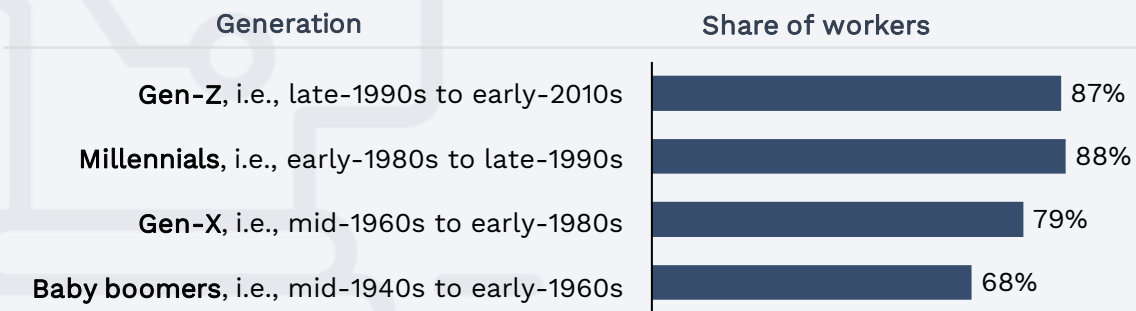 Generation Share of workers
Gen-Z, i.e., late-1990s to early-2010s 87%
Millennials, i.e., early-1980s to late-1990s 88%
Gen-X, i.e., mid-1960s to early-1980s 79%
Baby boomers, i.e., mid-1940s to early-1960s 68%